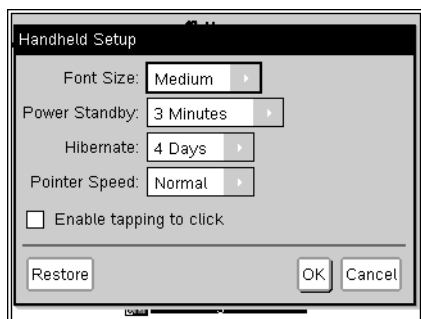 Handheld Setup
Font Size: Medium
Power Standby: 3 Minutes
Hibernate: 4 Days
Pointer Speed: Normal
Enable tapping to click
Restore OK Cancel